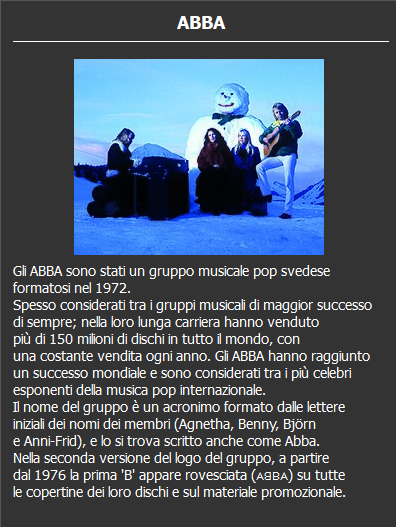 ABBA
Gli ABBA sono stati un gruppo musicale pop svedese
formatosi nel 1972.
Spesso considerati tra i gruppi musicali di maggior successo
di sempre; nella loro lunga carriera hanno venduto
più di 150 milioni di dischi in tutto il mondo, con
una costante vendita ogni anno. Gli ABBA hanno raggiunto
un successo mondiale e sono considerati tra i più celebri
esponenti della musica pop internazionale.
Il nome del gruppo è un acronimo formato dalle lettere
iniziali dei nomi dei membri (Agnetha, Benny, Björn
e Anni-Frid), e lo si trova scritto anche come Abba.
Nella seconda versione del logo del gruppo, a partire
dal 1976 la prima 'B' appare rovesciata (ᴀᗺʙᴀ) su tutte
le copertine dei loro dischi e sul materiale promozionale.